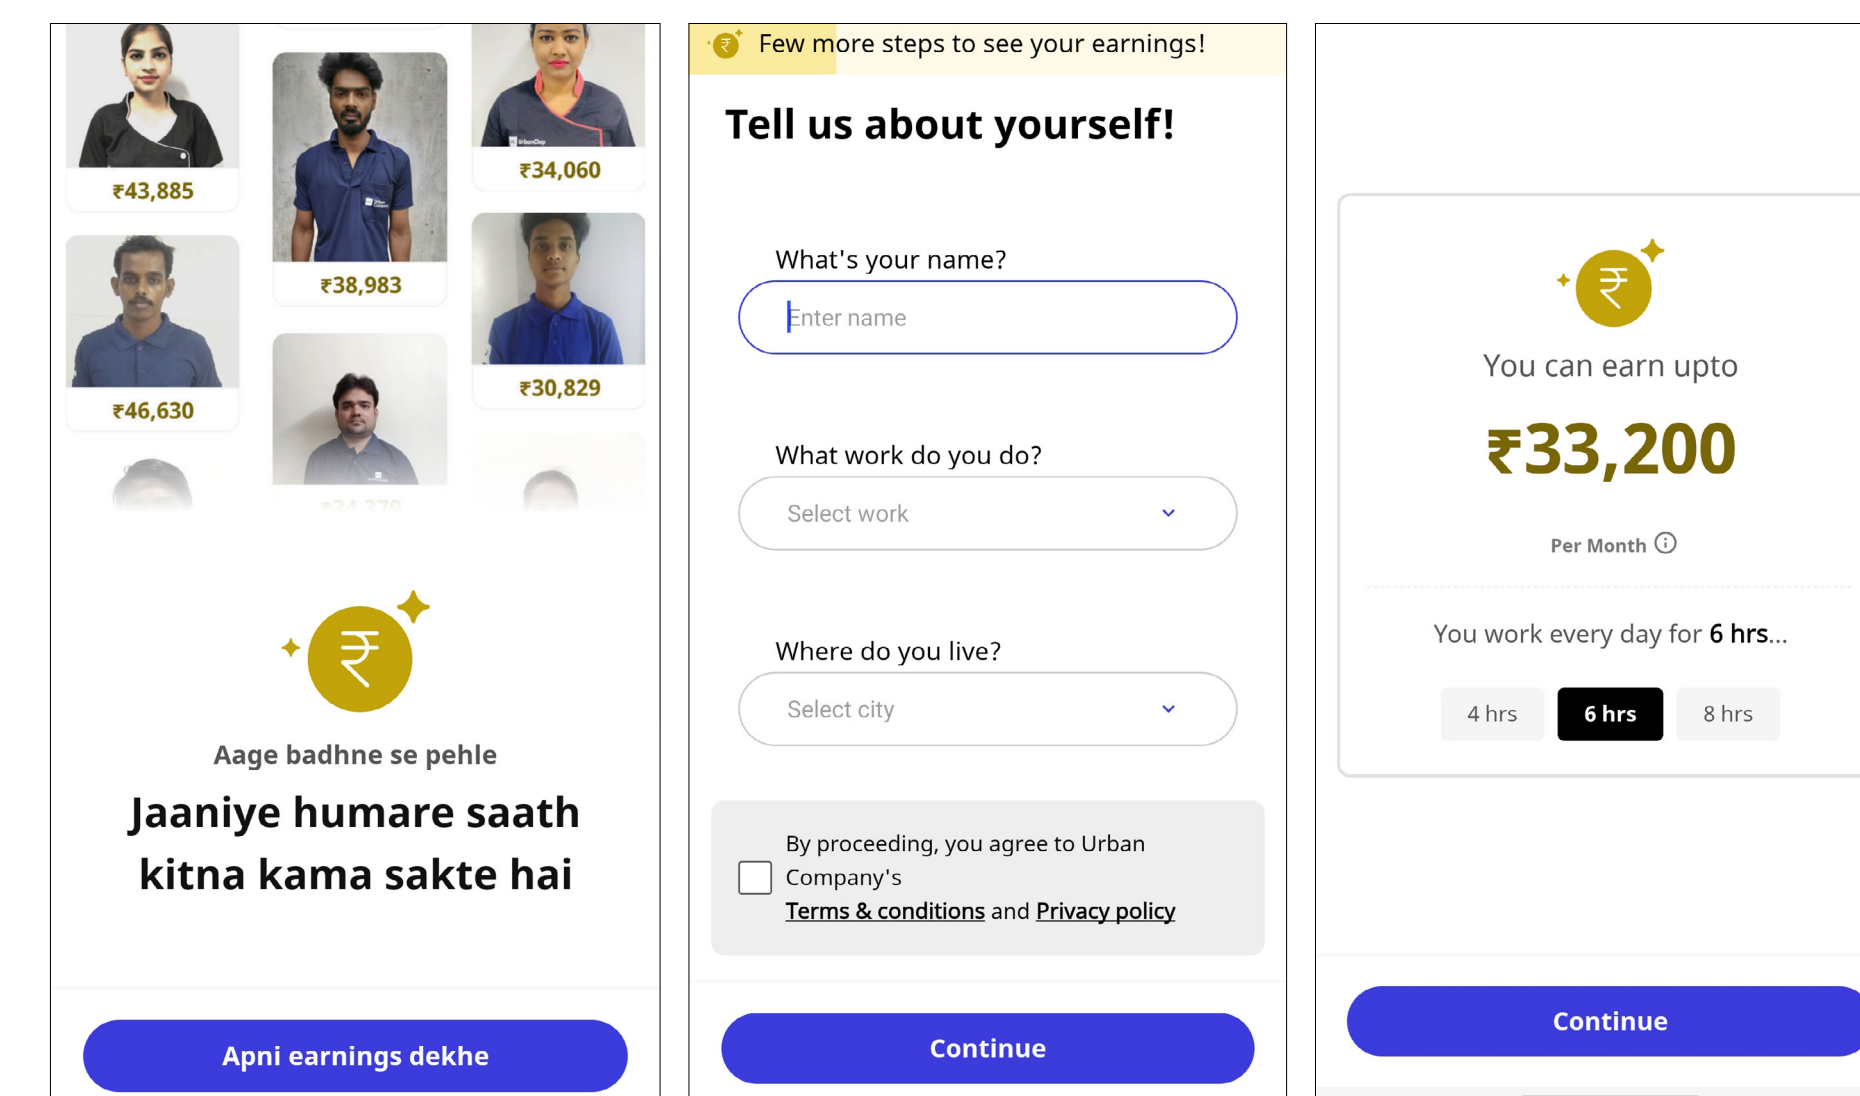 ₹43,885
₹38,983
₹34,060
UrbanClap
₹46,630
₹30,829
₹34,379
₹
Aage badhne se pehle
Jaaniye humare saath
kitna kama sakte hai
Apni earnings dekhe
₹ Few more steps to see your earnings!
Tell us about yourself!
What's your name?
Enter name
What work do you do?
Select work
Where do you live?
Select city
By proceeding, you agree to Urban
Company's
Terms & conditions and Privacy policy
Continue
₹
You can earn upto
₹33,200
Per Month
You work every day for 6 hrs...
4 hrs 6 hrs 8 hrs
Continue